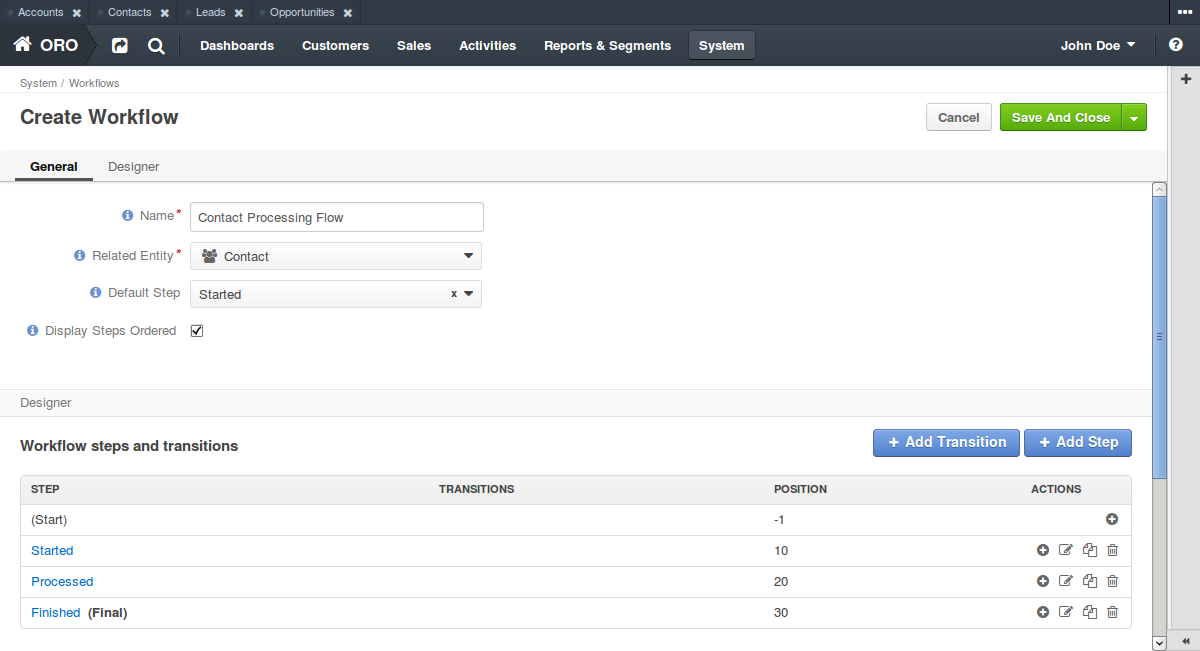 Accounts × Contacts × Leads × Opportunities ×
ORO Dashboards Customers Sales Activities Reports & Segments System John Doe
System / Workflows
Create Workflow Cancel Save And Close
General Designer
Name* Contact Processing Flow
Related Entity* Contact
Default Step Started x
Display Steps Ordered
Designer
Workflow steps and transitions + Add Transition + Add Step
STEP TRANSITIONS POSITION ACTIONS
(Start) -1
Started 10
Processed 20
Finished (Final) 30